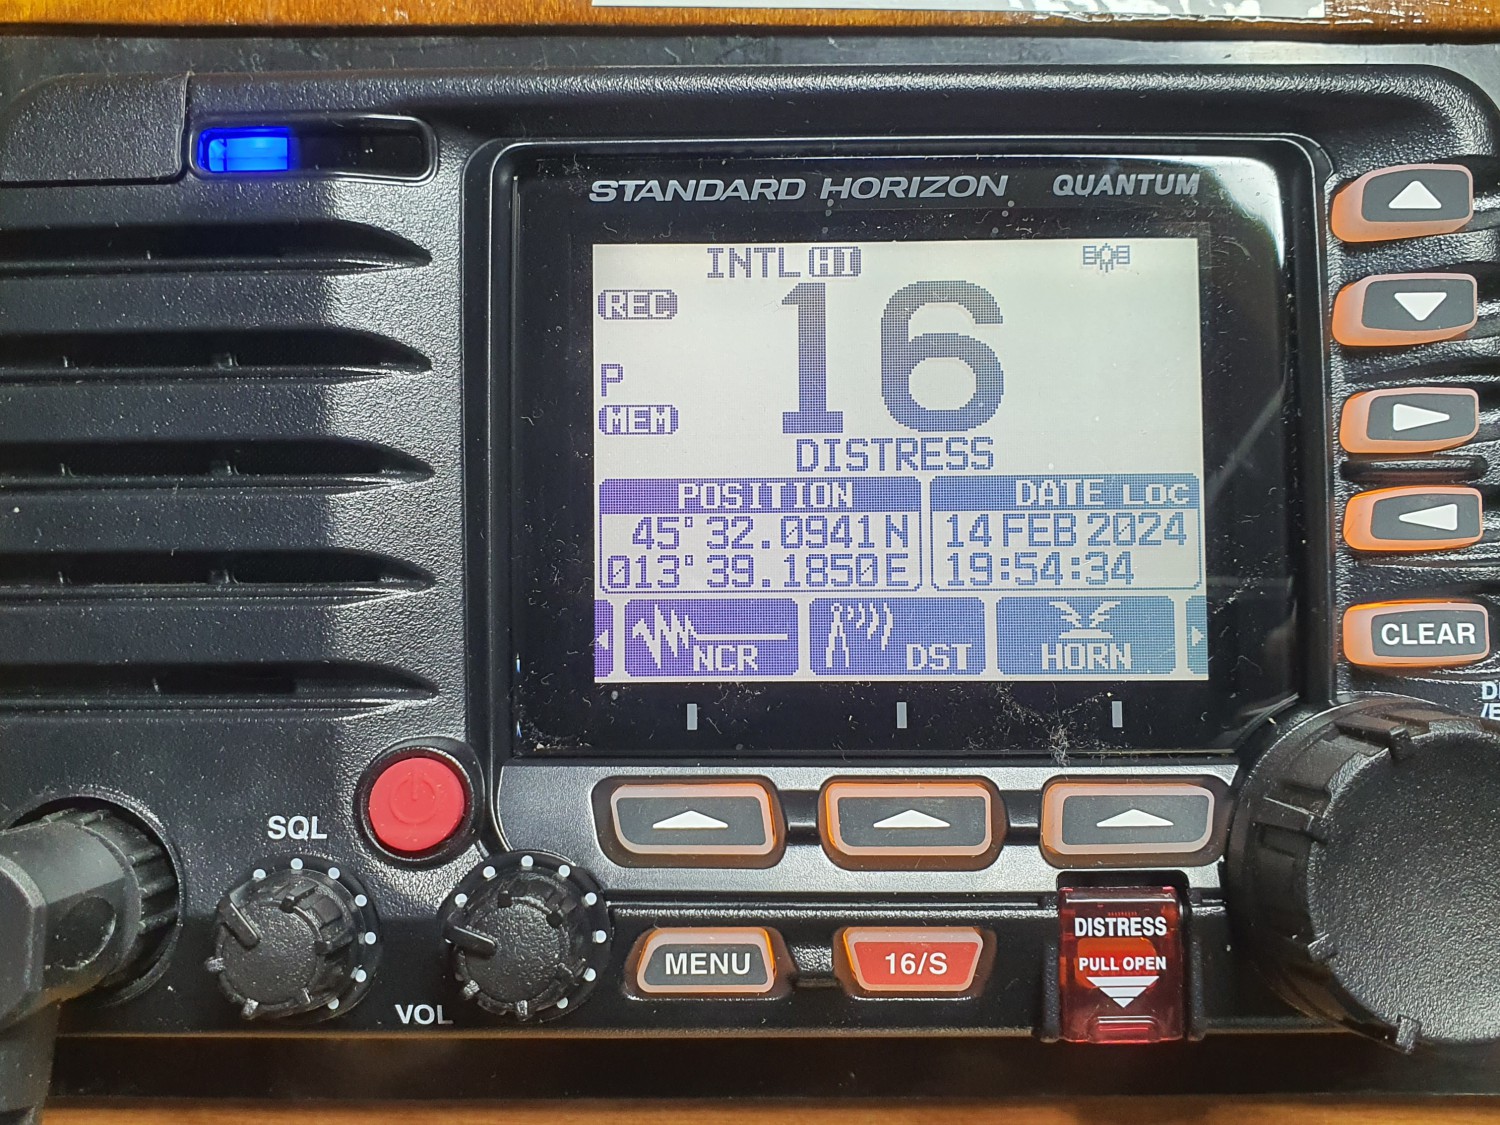 STANDARD HORIZON QUANTUM
INTL HI
REC
16
P
MEM
DISTRESS
POSITION
45°32.0941N
013°39.1850E
DATE LOC
14 FEB 2024
19:54:34
NCR
DST
HORN
CLEAR
SQL
VOL
MENU
16/S
DISTRESS
PULL OPEN